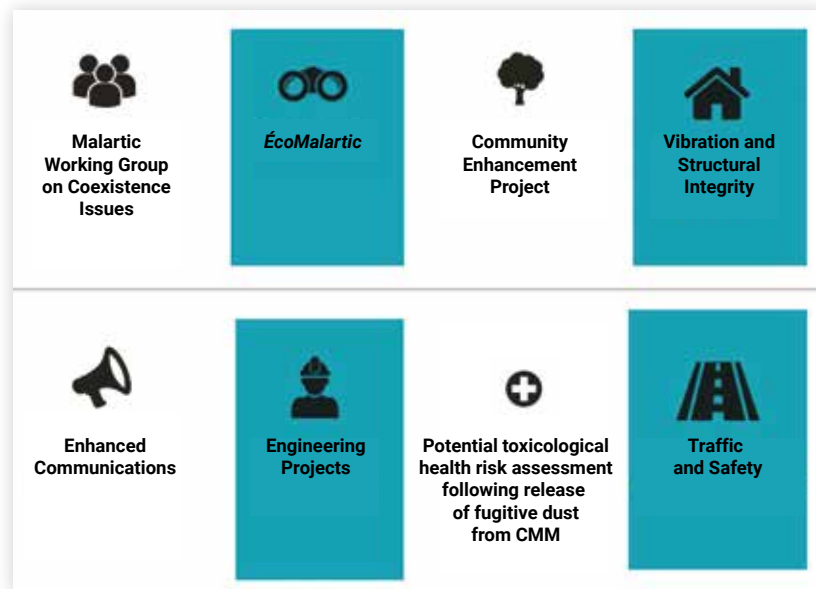 Malartic
Working Group
on Coexistence
Issues
ÉcoMalartic
Community
Enhancement
Project
Vibration and
Structural
Integrity
Enhanced
Communications
Engineering
Projects
Potential toxicological
health risk assessment
following release
of fugitive dust
from CMM
Traffic
and Safety